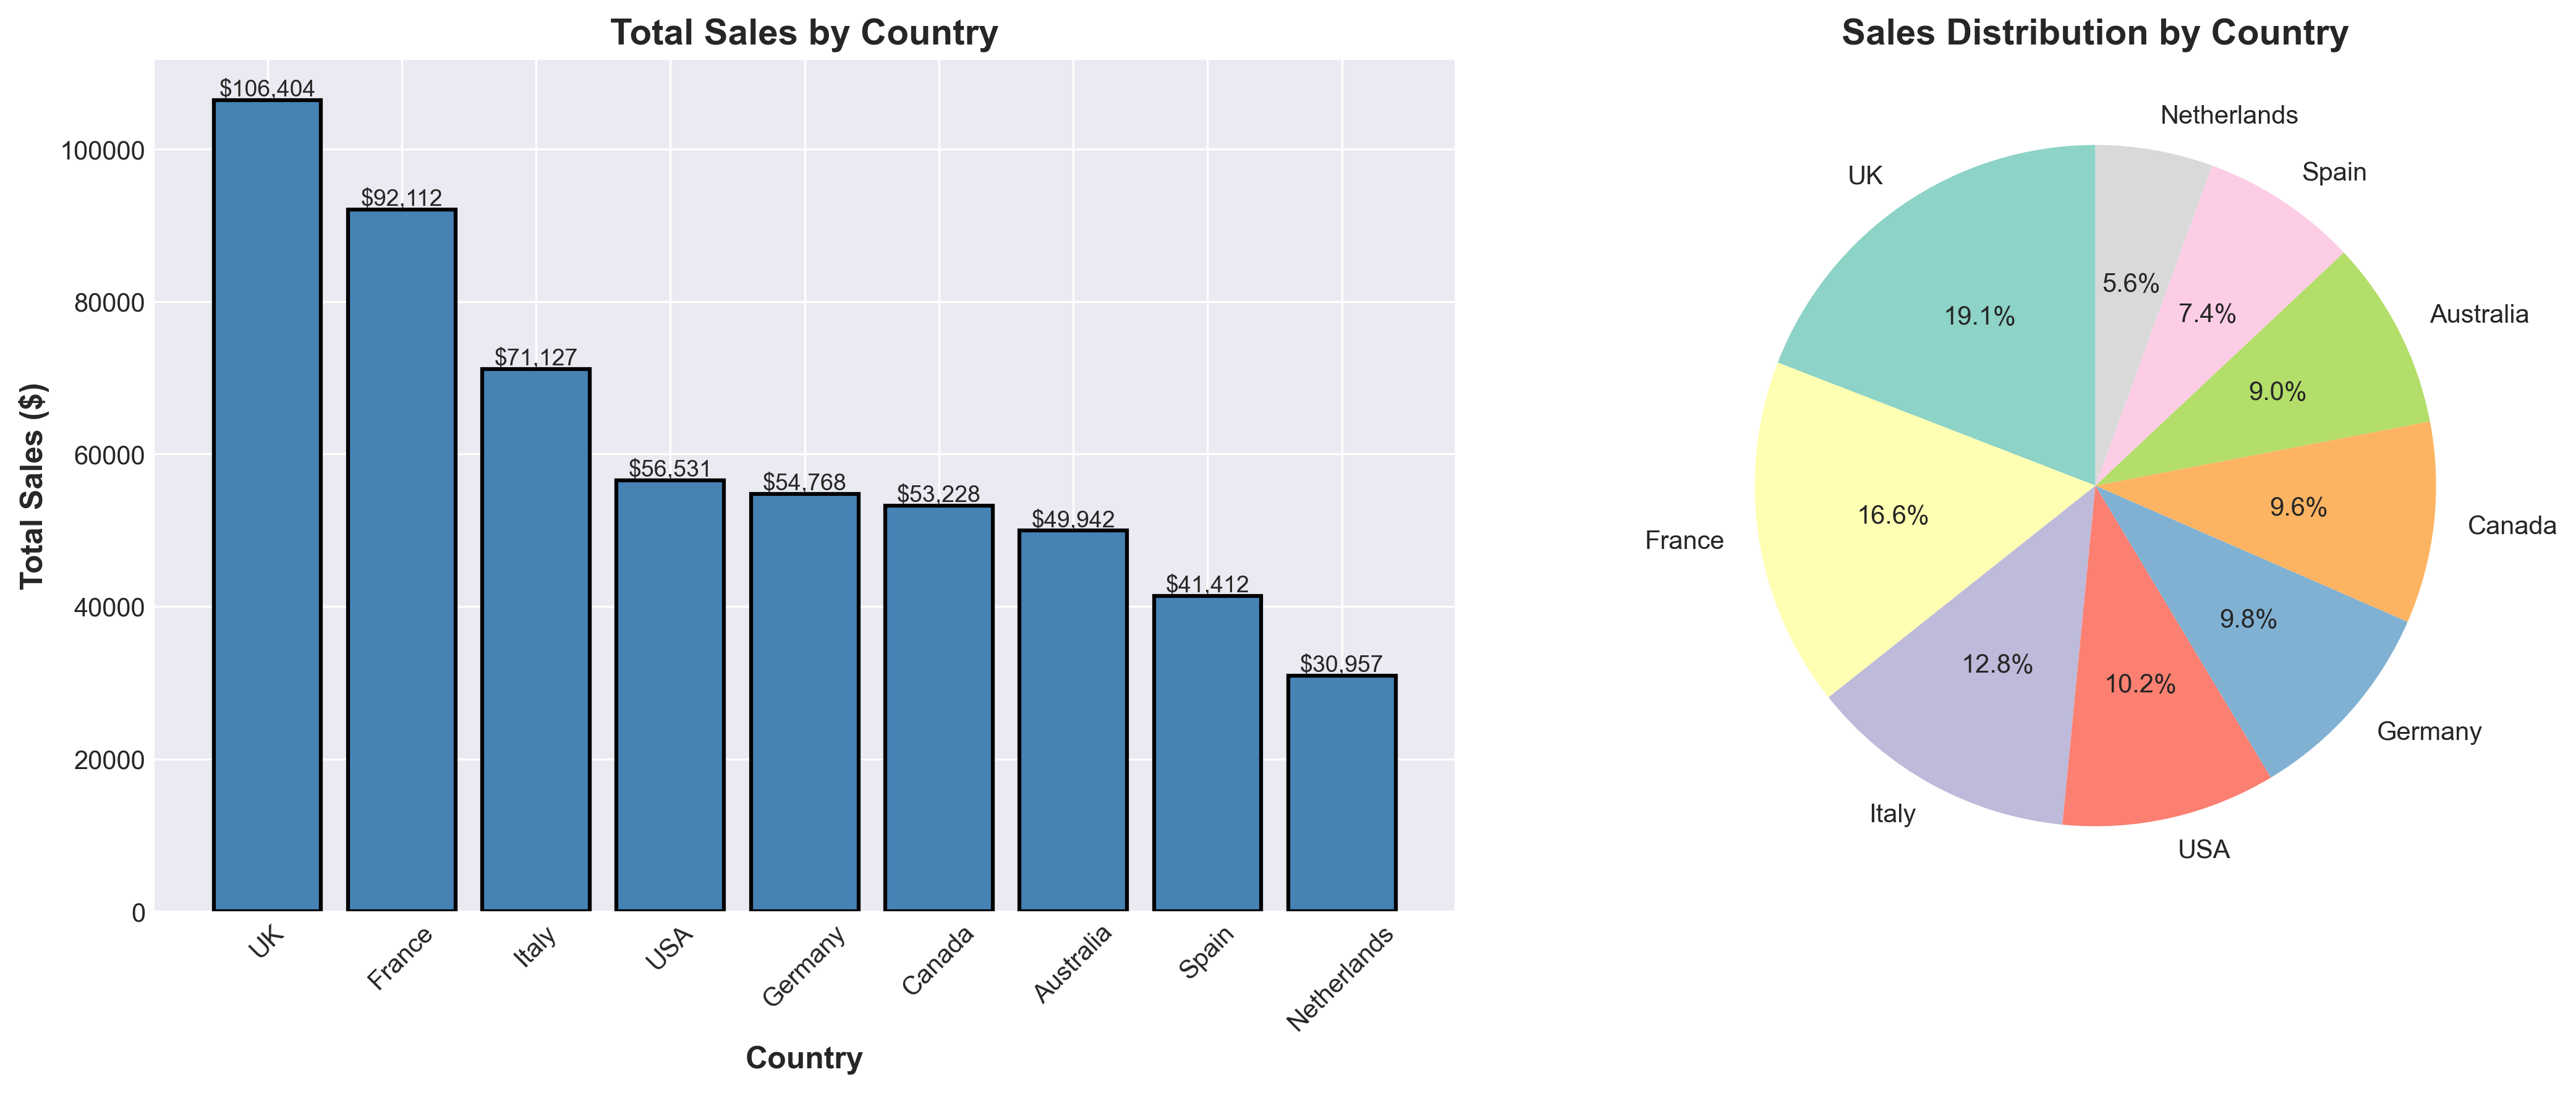 Total Sales by Country
Total Sales ($)
100000
80000
60000
40000
20000
0
$106,404
$92,112
$71,127
$56,531
$54,768
$53,228
$49,942
$41,412
$30,957
UK
France
Italy
USA
Germany
Canada
Australia
Spain
Netherlands
Country
Sales Distribution by Country
UK
19.1%
France
16.6%
Italy
12.8%
USA
10.2%
Germany
9.8%
Canada
9.6%
Australia
9.0%
Spain
7.4%
Netherlands
5.6%